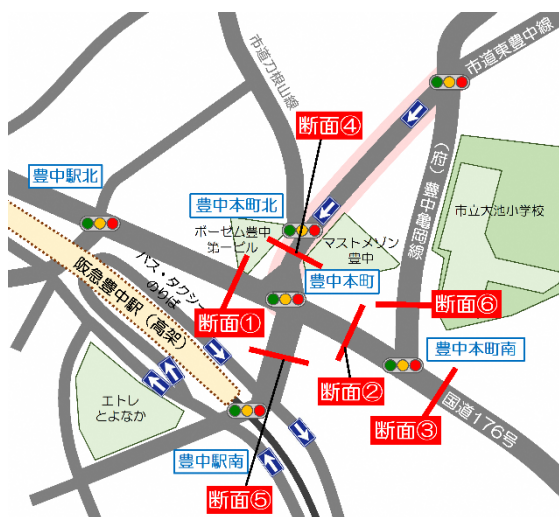 市道東豊中線
市道刀根山線
断面④
豊中駅北
豊中本町北
(府)豊中亀岡線
市立大池小学校
ボーゼム豊中
第一ビル
マストメゾン
豊中
豊中本町
阪急豊中駅(高架)
バス・タクシー
のりば
断面①
断面⑥
豊中本町南
断面②
エトレ
とよなか
断面③
国道176号
豊中駅南
断面⑤